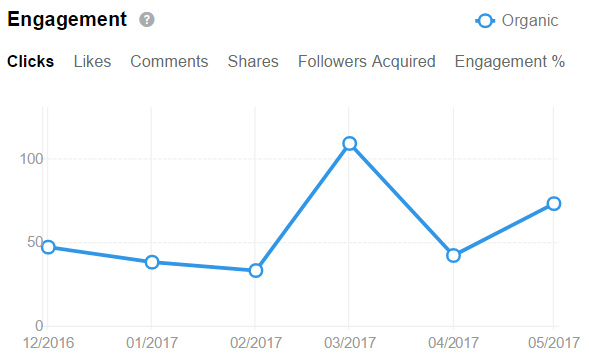 Engagement ? Organic
Clicks Likes Comments Shares Followers Acquired Engagement %
100
50
0
12/2016 01/2017 02/2017 03/2017 04/2017 05/2017